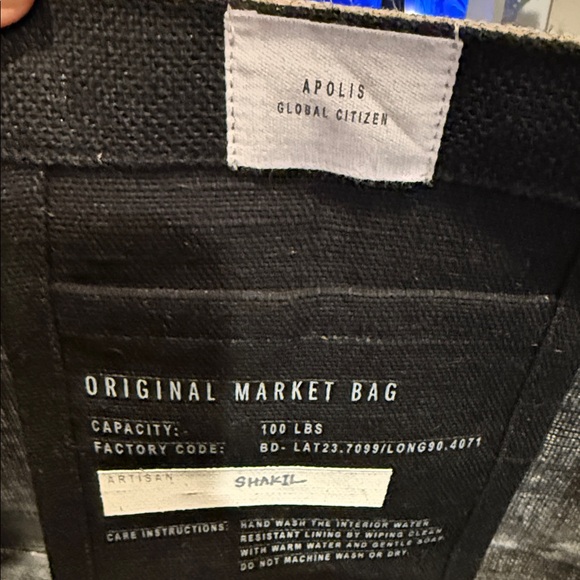 APOLIS
GLOBAL CITIZEN
ORIGINAL MARKET BAG
CAPACITY: 100 LBS
FACTORY CODE: BD- LAT23.7099/LONG90.4071
ARTISAN SHAKIL
CARE INSTRUCTIONS: HAND WASH THE INTERIOR WATER
RESISTANT LINING BY WIPING CLEAN
WITH WARM WATER AND GENTLE SOAP.
DO NOT MACHINE WASH OR DRY.